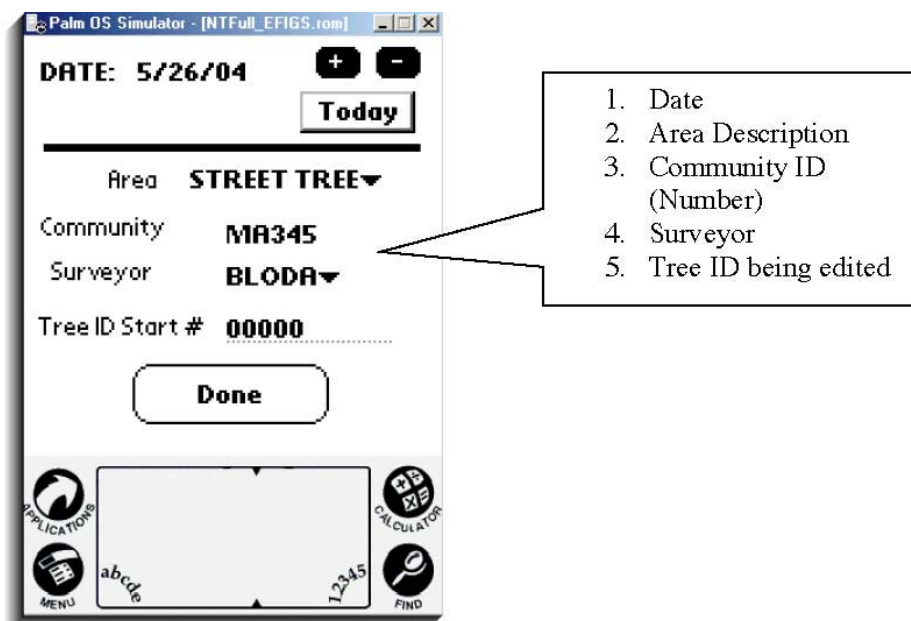 Palm OS Simulator - [NTFull_EFIGS.rom]
DATE: 5/26/04
+ -
Today
Area STREET TREE
Community MA345
Surveyor BLODA
Tree ID Start # 00000
Done
APPLICATIONS
CALCULATOR
MENU
abcde
12345
FIND
1. Date
2. Area Description
3. Community ID
(Number)
4. Surveyor
5. Tree ID being edited